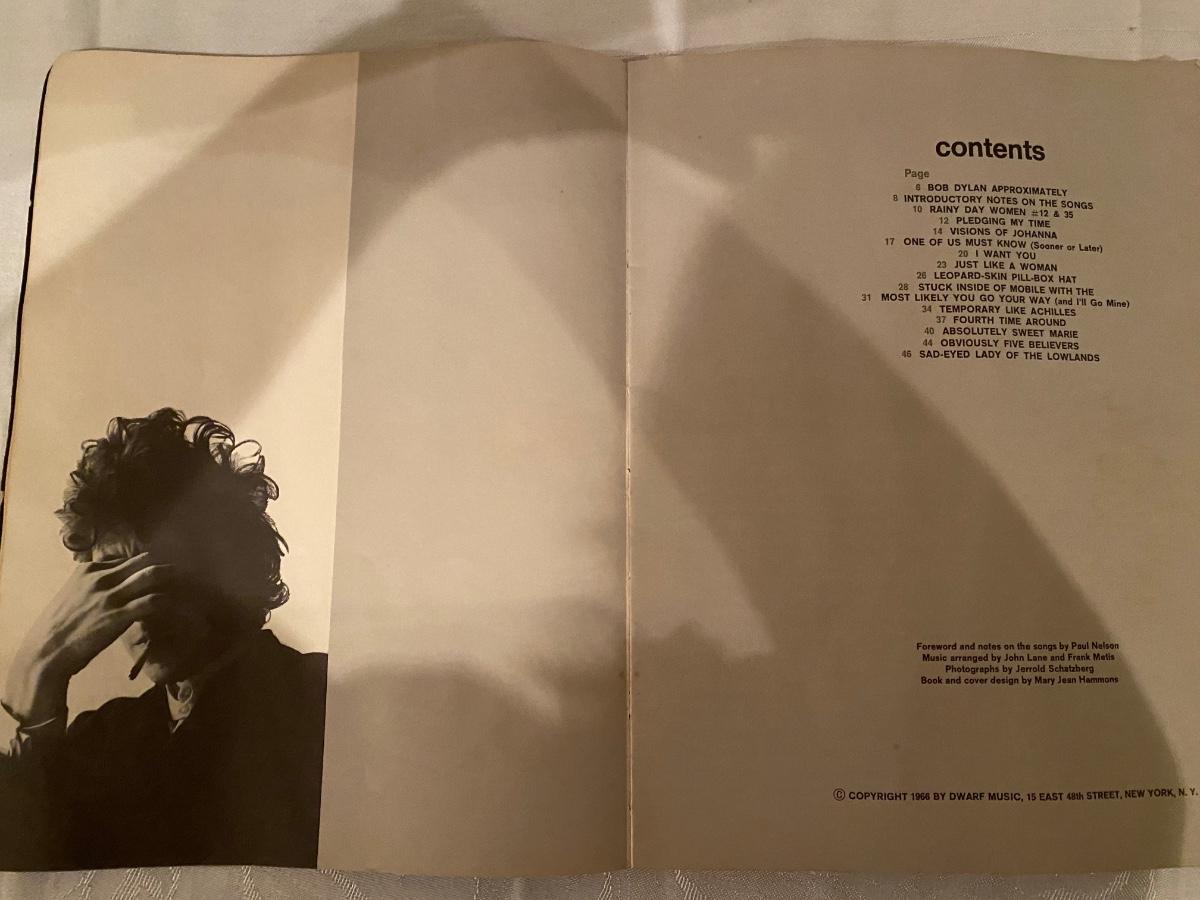 contents
Page
6 BOB DYLAN APPROXIMATELY
8 INTRODUCTORY NOTES ON THE SONGS
10 RAINY DAY WOMEN #12 & 35
12 PLEDGING MY TIME
14 VISIONS OF JOHANNA
17 ONE OF US MUST KNOW (Sooner or Later)
20 I WANT YOU
23 JUST LIKE A WOMAN
26 LEOPARD-SKIN PILL-BOX HAT
28 STUCK INSIDE OF MOBILE WITH THE
31 MOST LIKELY YOU GO YOUR WAY (and I'll Go Mine)
34 TEMPORARY LIKE ACHILLES
37 FOURTH TIME AROUND
40 ABSOLUTELY SWEET MARIE
44 OBVIOUSLY FIVE BELIEVERS
46 SAD-EYED LADY OF THE LOWLANDS
Foreword and notes on the songs by Paul Nelson
Music arranged by John Lane and Frank Metis
Photographs by Jerrold Schatzberg
Book and cover design by Mary Jean Hammons
© COPYRIGHT 1966 BY DWARF MUSIC, 15 EAST 48th STREET, NEW YORK, N. Y.